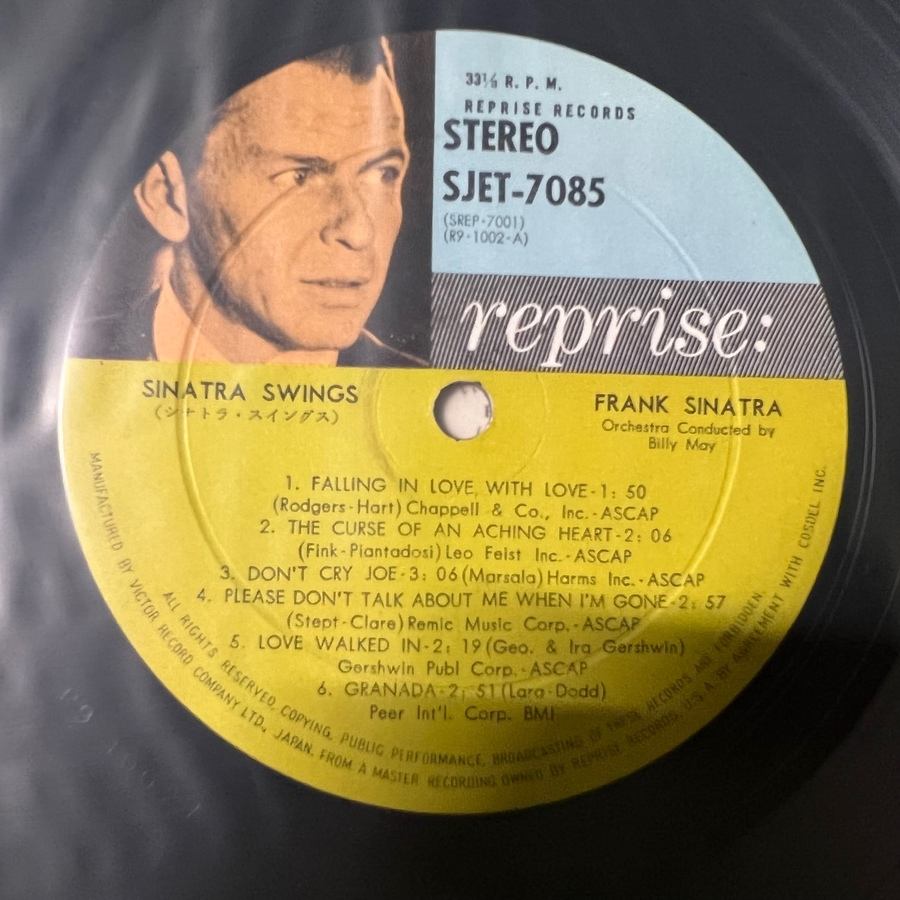 33⅓ R. P. M.
REPRISE RECORDS
STEREO
SJET-7085
(SREP-7001)
(R9-1002-A)
reprise:
SINATRA SWINGS
(シナトラ・スイングス)
FRANK SINATRA
Orchestra Conducted by
Billy May
1. FALLING IN LOVE WITH LOVE-1: 50
(Rodgers-Hart) Chappell & Co., Inc.-ASCAP
2. THE CURSE OF AN ACHING HEART-2: 06
(Fink-Piantadosi) Leo Feist Inc.-ASCAP
3. DON'T CRY JOE-3: 06 (Marsala) Harms Inc.-ASCAP
4. PLEASE DON'T TALK ABOUT ME WHEN I'M GONE-2: 57
(Stept-Clare) Remic Music Corp.-ASCAP
5. LOVE WALKED IN-2: 19 (Geo. & Ira Gershwin)
Gershwin Publ Corp.-ASCAP
6. GRANADA-2: 51 (Lara-Dodd)
Peer Int'l. Corp. BMI
ALL RIGHTS RESERVED, COPYING, PUBLIC PERFORMANCE, BROADCASTING OF THESE RECORDS ARE FORBIDDEN
MANUFACTURED BY VICTOR RECORD COMPANY LTD., JAPAN. FROM A MASTER RECORDING OWNED BY REPRISE RECORDS, U.S.A. BY AGREEMENT WITH COSDEL INC.